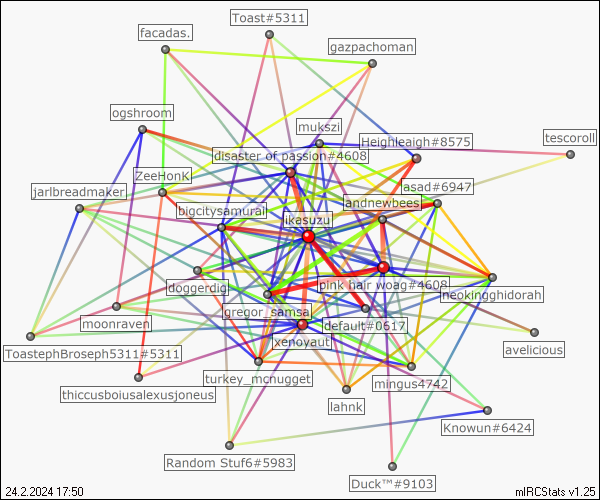 Toast#5311
facadas.
gazpachoman
ogshroom
mukszi
Heigheaigh#8575
tescoroll
disaster of passion#4608
ZeeHonK
asad#6947
jarlbreadmaker
andnewbees
bigcitysamurai
ikasuzu
doggerdig
pink hair woag#4608
neokingghidorah
gregor_samsa
moonraven
default#0617
xenoyaut
ToastephBroseph5311#5311
avelicious
turkey_mcnugget
mingus4742
thiccusboiusalexusjoneus
lahnk
Knowun#6424
Random Stuf6#5983
Duck™#9103
24.2.2024 17:50
mIRCStats v1.25